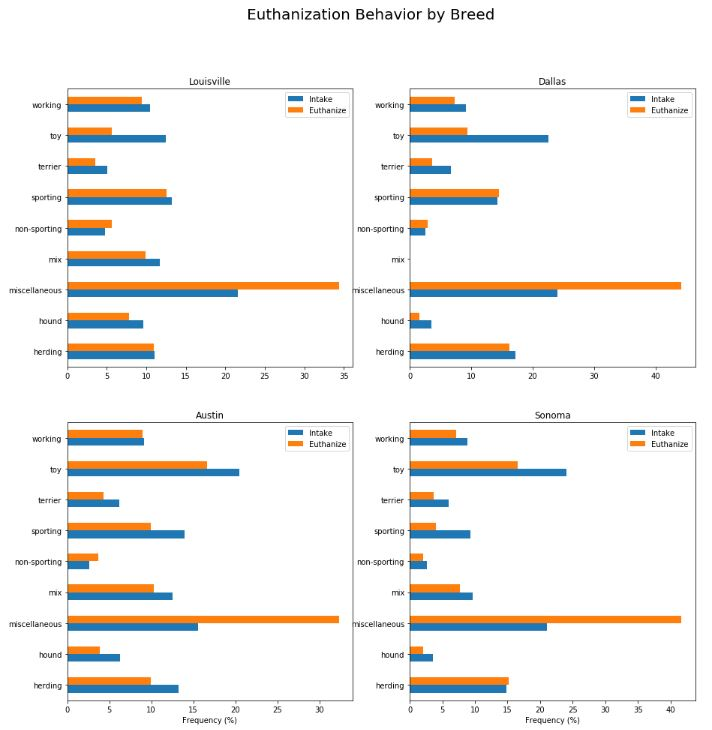 Euthanization Behavior by Breed
Louisville
Intake
Euthanize
working
toy
terrier
sporting
non-sporting
mix
miscellaneous
hound
herding
0 5 10 15 20 25 30 35
Dallas
Intake
Euthanize
working
toy
terrier
sporting
non-sporting
mix
miscellaneous
hound
herding
0 10 20 30 40
Austin
Intake
Euthanize
working
toy
terrier
sporting
non-sporting
mix
miscellaneous
hound
herding
0 5 10 15 20 25 30
Frequency (%)
Sonoma
Intake
Euthanize
working
toy
terrier
sporting
non-sporting
mix
miscellaneous
hound
herding
0 5 10 15 20 25 30 35 40
Frequency (%)